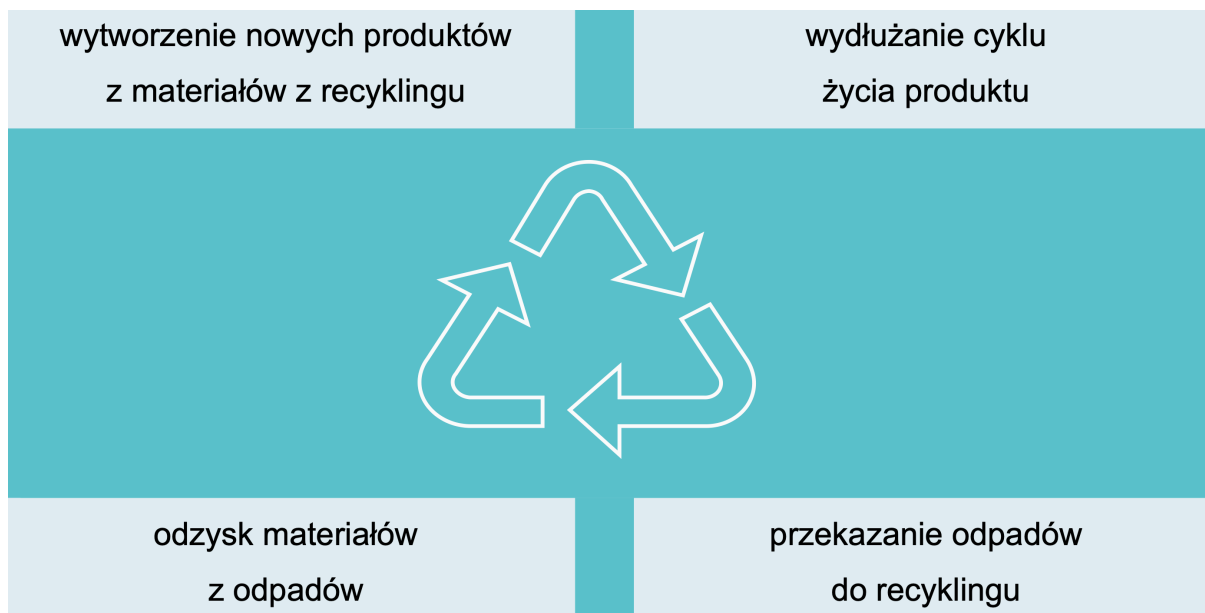 wytworzenie nowych produktów
z materiałów z recyklingu
wydłużanie cyklu
życia produktu
odzysk materiałów
z odpadów
przekazanie odpadów
do recyklingu